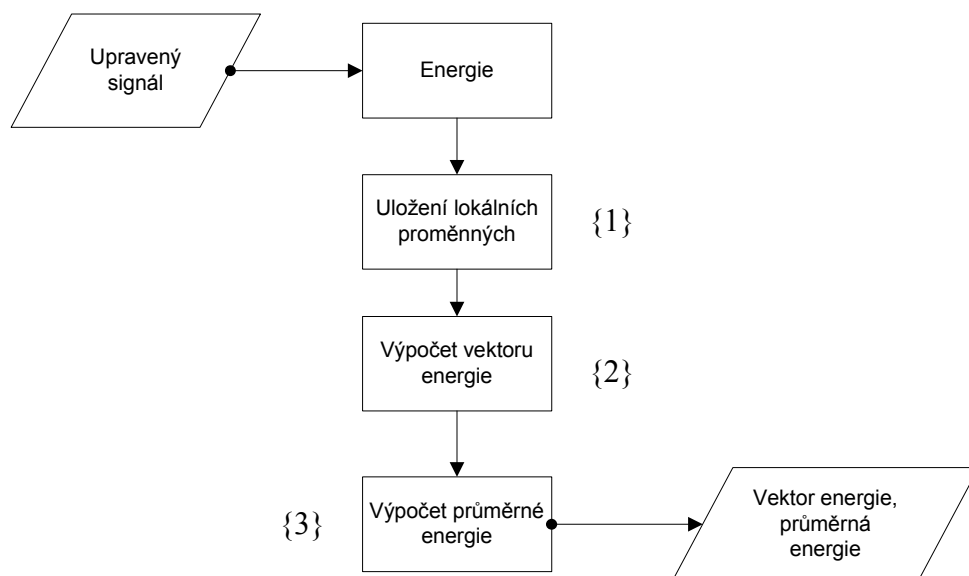 Upravený
signál
Energie
Uložení lokálních
proměnných
{1}
Výpočet vektoru
energie
{2}
{3}
Výpočet průměrné
energie
Vektor energie,
průměrná
energie